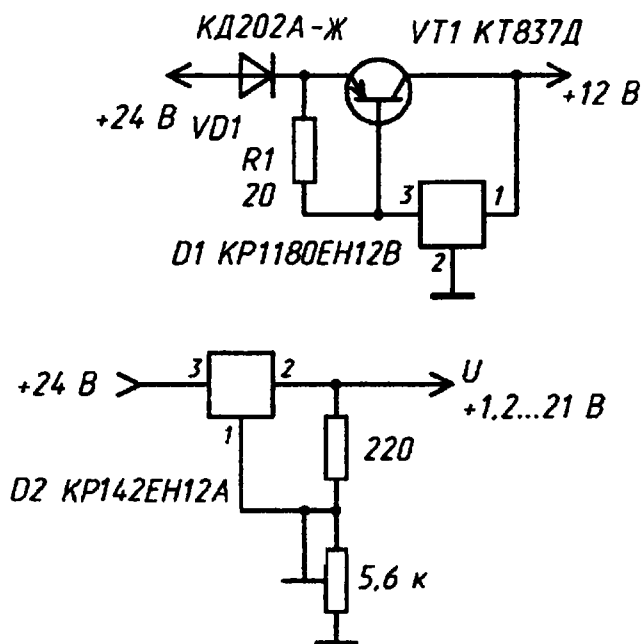 КД202А-Ж
VT1 КТ837Д
+24 В
VD1
+12 В
R1
20
3
1
D1 КР1180ЕН12В
2
+24 В
3
2
U
+1,2...21 В
1
220
D2 КР142ЕН12А
5,6 к